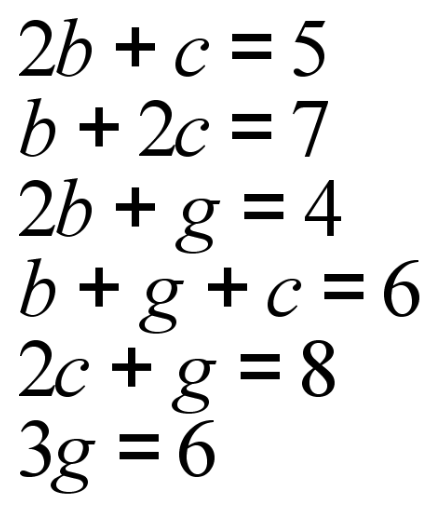 2b + c = 5
b + 2c = 7
2b + g = 4
b + g + c = 6
2c + g = 8
3g = 6